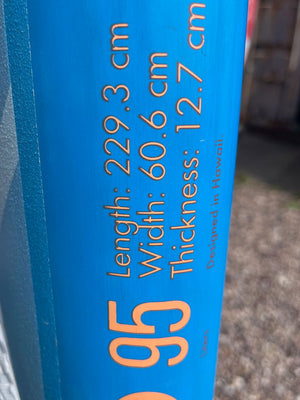 Length: 229.3 cm
Width: 60.6 cm
Thickness: 12.7 cm
Designed in Hawaii.
95